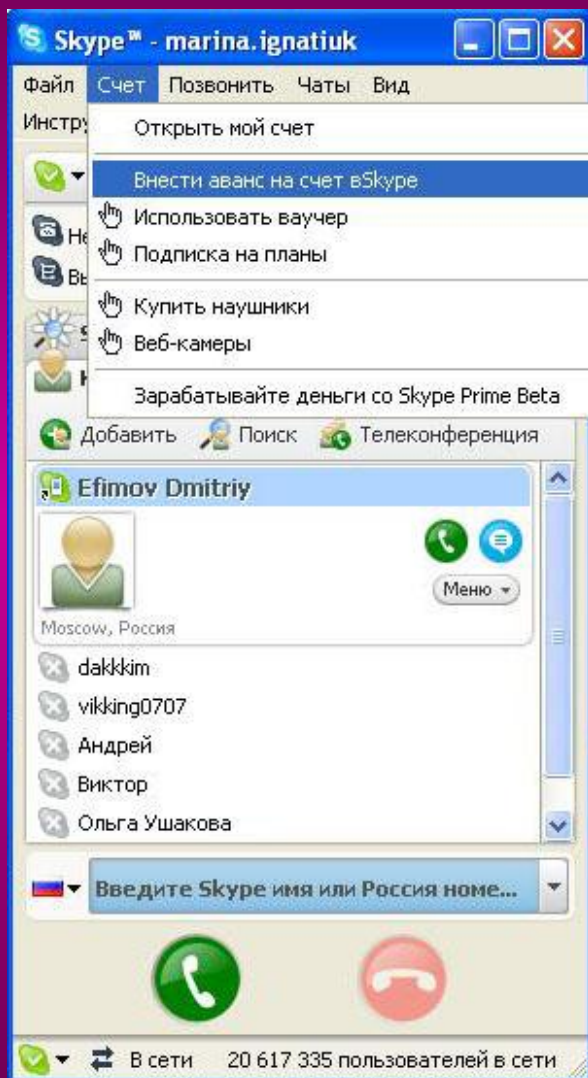 Skype™ - marina.ignatiuk
Файл Счет Позвонить Чаты Вид
Открыть мой счет
Внести аванс на счет вSkype
Использовать ваучер
Подписка на планы
Купить наушники
Веб-камеры
Зарабатывайте деньги со Skype Prime Beta
Добавить Поиск Телеконференция
Efimov Dmitriy
Меню
Moscow, Россия
dakkkim
vikking0707
Андрей
Виктор
Ольга Ушакова
Введите Skype имя или Россия номе...
В сети 20 617 335 пользователей в сети